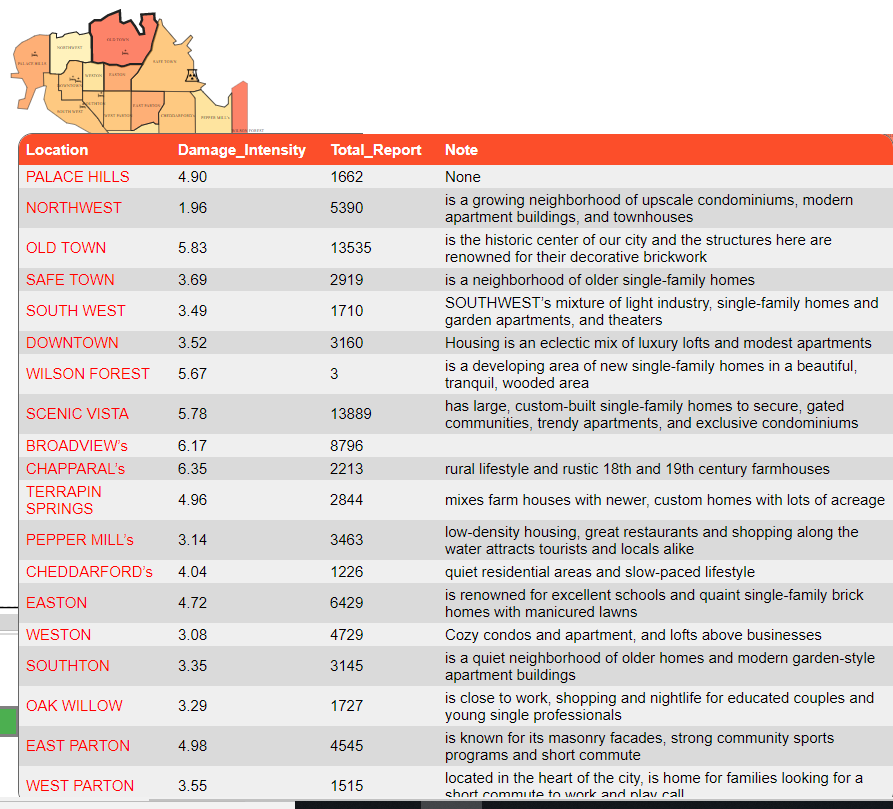 PALACE HILLS
NORTHWEST
OLD TOWN
SAFE TOWN
WESTON
EASTON
DOWNTOWN
SOUTHTON
SOUTH WEST
WEST PARTON
EAST PARTON
CHEDDARFORD's
PEPPER MILL's
Location Damage_Intensity Total_Report Note
PALACE HILLS 4.90 1662 None
NORTHWEST 1.96 5390 is a growing neighborhood of upscale condominiums, modern
apartment buildings, and townhouses
OLD TOWN 5.83 13535 is the historic center of our city and the structures here are
renowned for their decorative brickwork
SAFE TOWN 3.69 2919 is a neighborhood of older single-family homes
SOUTH WEST 3.49 1710 SOUTHWEST's mixture of light industry, single-family homes and
garden apartments, and theaters
DOWNTOWN 3.52 3160 Housing is an eclectic mix of luxury lofts and modest apartments
WILSON FOREST 5.67 3 is a developing area of new single-family homes in a beautiful,
tranquil, wooded area
SCENIC VISTA 5.78 13889 has large, custom-built single-family homes to secure, gated
communities, trendy apartments, and exclusive condominiums
BROADVIEW's 6.17 8796
CHAPPARAL's 6.35 2213 rural lifestyle and rustic 18th and 19th century farmhouses
TERRAPIN
SPRINGS 4.96 2844 mixes farm houses with newer, custom homes with lots of acreage
PEPPER MILL's 3.14 3463 low-density housing, great restaurants and shopping along the
water attracts tourists and locals alike
CHEDDARFORD's 4.04 1226 quiet residential areas and slow-paced lifestyle
EASTON 4.72 6429 is renowned for excellent schools and quaint single-family brick
homes with manicured lawns
WESTON 3.08 4729 Cozy condos and apartment, and lofts above businesses
SOUTHTON 3.35 3145 is a quiet neighborhood of older homes and modern garden-style
apartment buildings
OAK WILLOW 3.29 1727 is close to work, shopping and nightlife for educated couples and
young single professionals
EAST PARTON 4.98 4545 is known for its masonry facades, strong community sports
programs and short commute
WEST PARTON 3.55 1515 located in the heart of the city, is home for families looking for a
short commute to work and play call